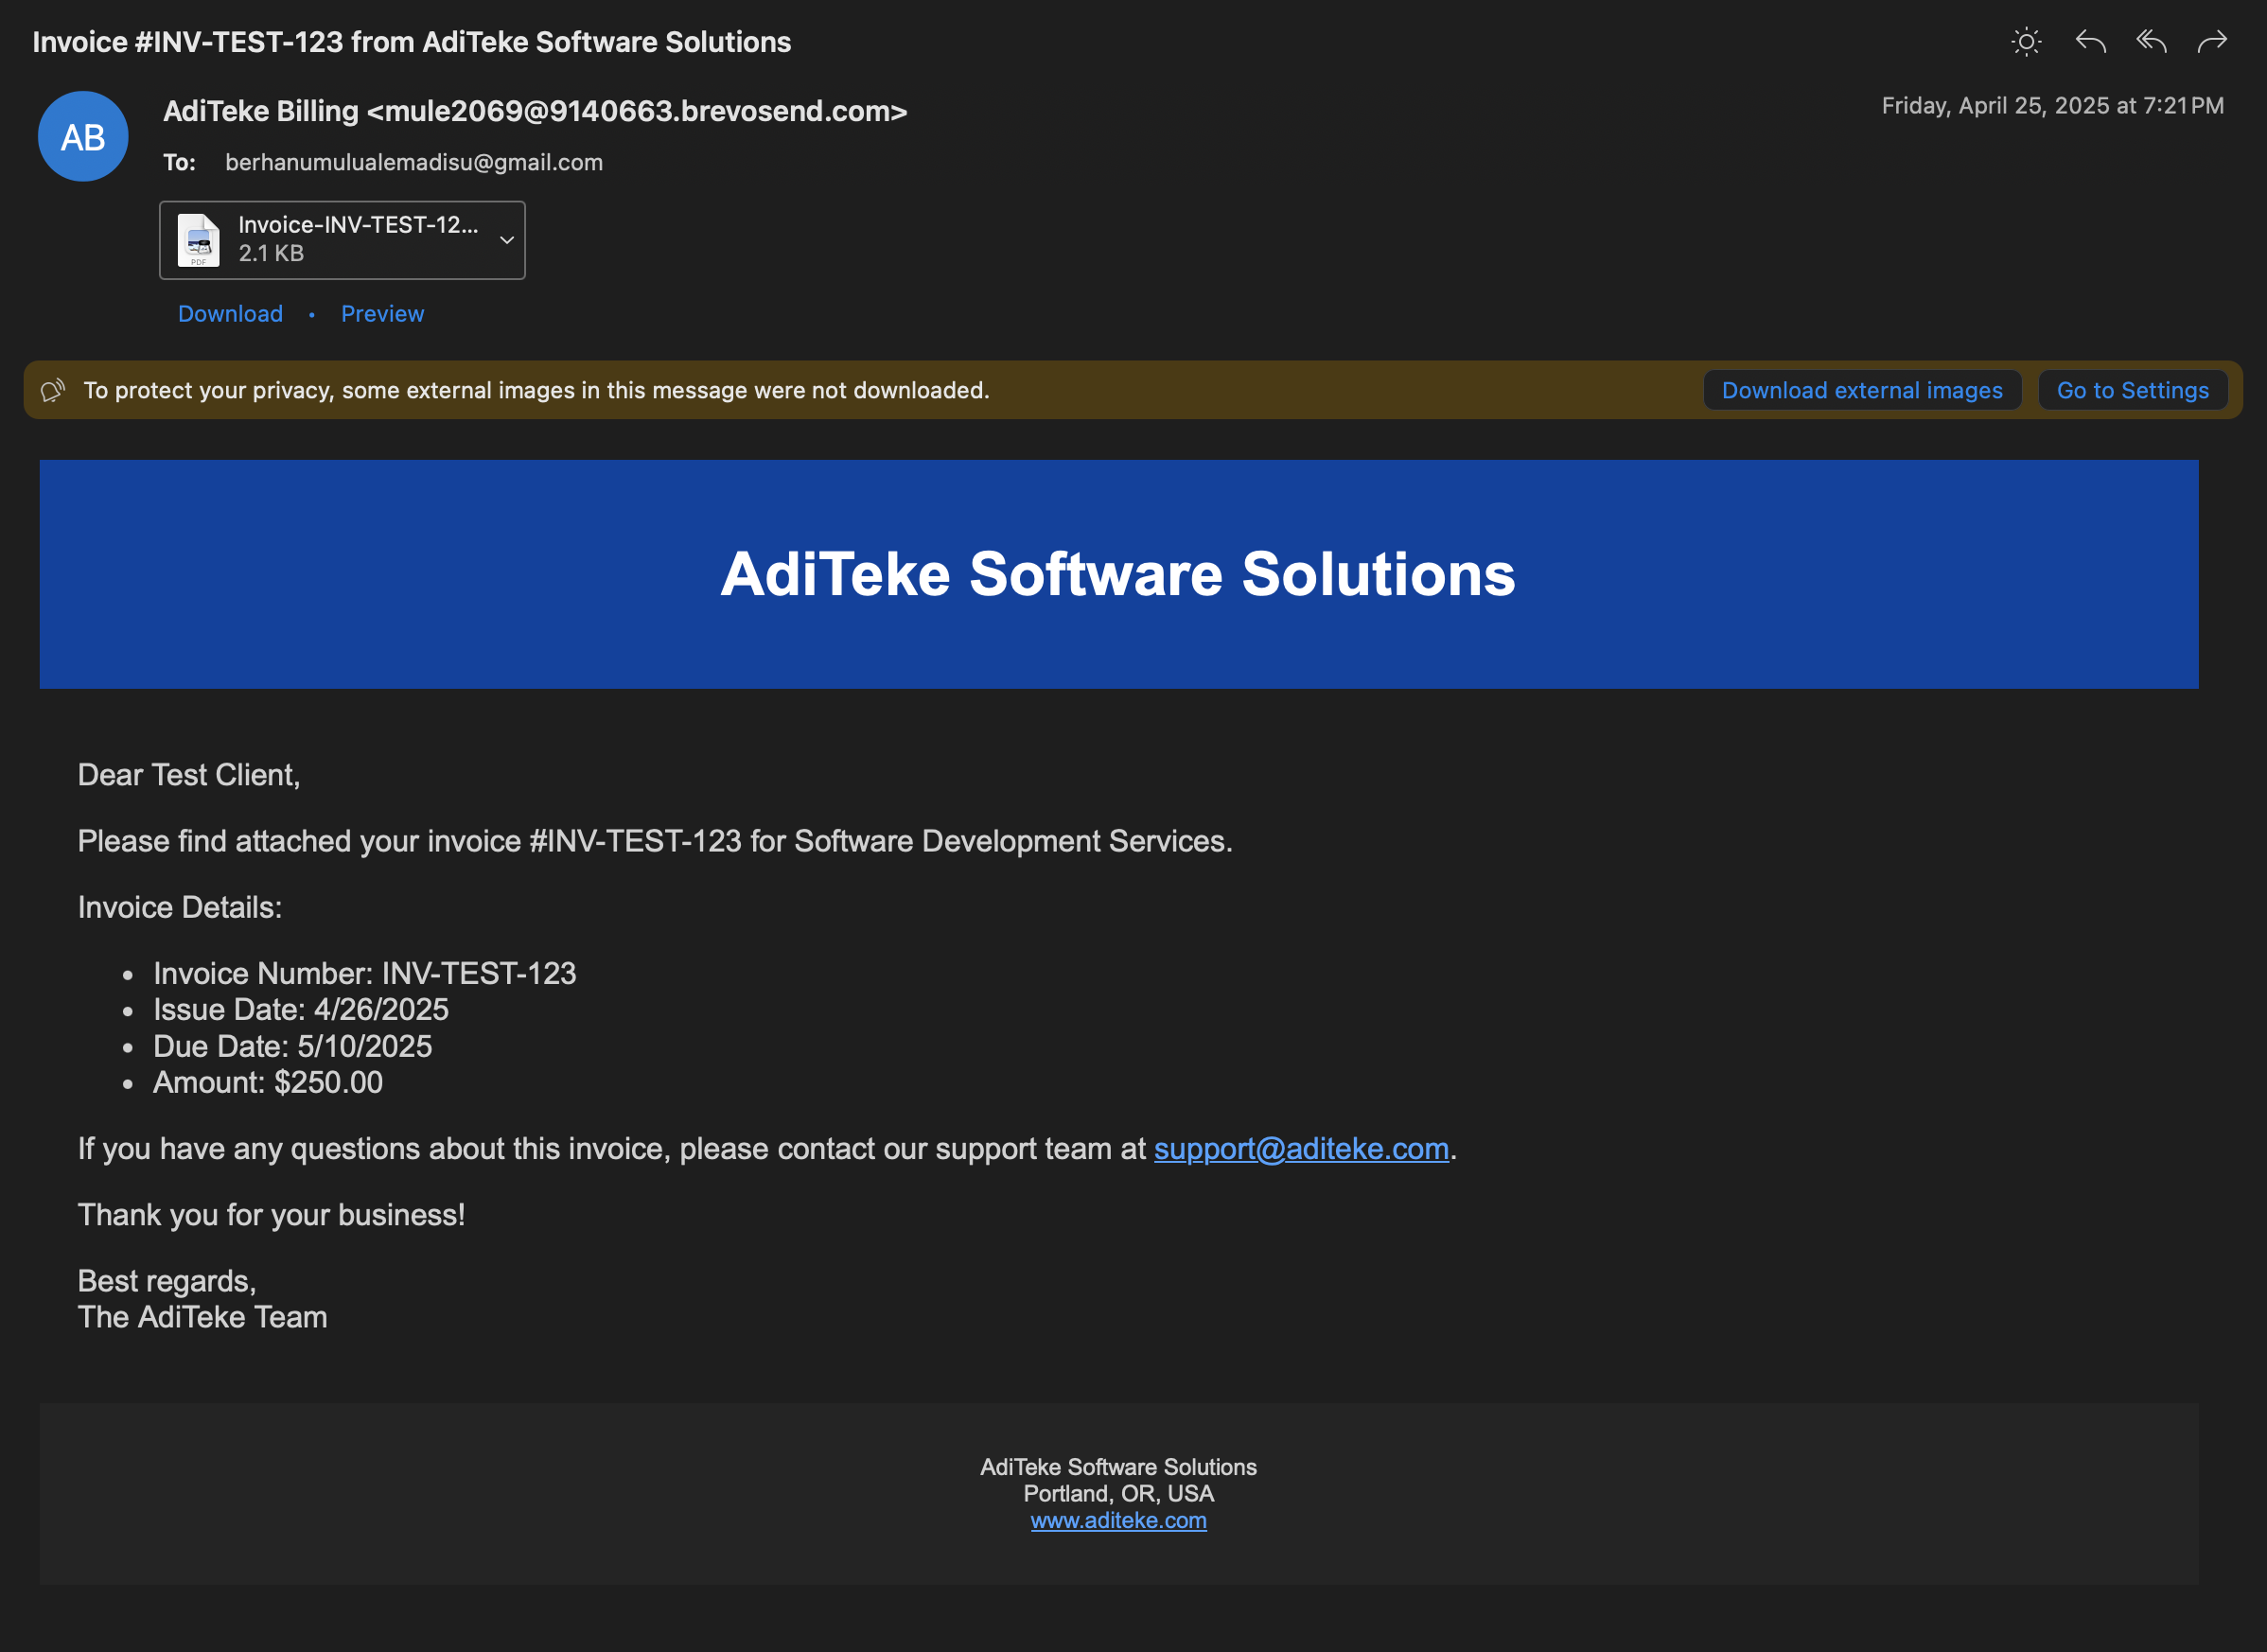 Invoice #INV-TEST-123 from AdiTeke Software Solutions
AB
AdiTeke Billing <mule2069@9140663.brevosend.com>
Friday, April 25, 2025 at 7:21 PM
To: berhanumulualemadisu@gmail.com
Invoice-INV-TEST-12...
2.1 KB
PDF
Download • Preview
To protect your privacy, some external images in this message were not downloaded.
Download external images
Go to Settings
AdiTeke Software Solutions
Dear Test Client,
Please find attached your invoice #INV-TEST-123 for Software Development Services.
Invoice Details:
• Invoice Number: INV-TEST-123
• Issue Date: 4/26/2025
• Due Date: 5/10/2025
• Amount: $250.00
If you have any questions about this invoice, please contact our support team at support@aditeke.com.
Thank you for your business!
Best regards,
The AdiTeke Team
AdiTeke Software Solutions
Portland, OR, USA
www.aditeke.com